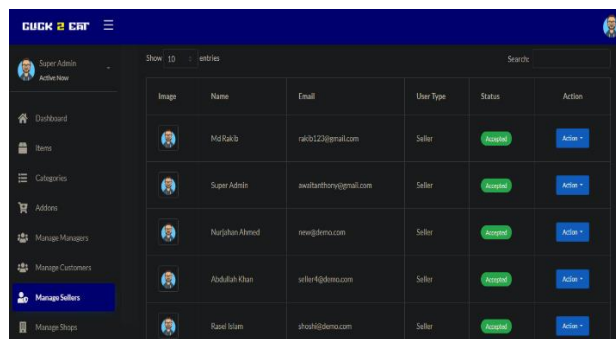 CLICK 2 EAT
Super Admin
Active Now
Show 10 entries
Search:
Image Name Email User Type Status Action
Dashboard
Md Rakib rakib123@gmail.com Seller Accepted Action
Items
Categories
Super Admin awaitanthony@gmail.com Seller Accepted Action
Addons
Manage Managers
Nurjahan Ahmed new@demo.com Seller Accepted Action
Manage Customers
Abdullah Khan seller4@demo.com Seller Accepted Action
Manage Sellers
Manage Shops
Rasel Islam shoshi@demo.com Seller Accepted Action